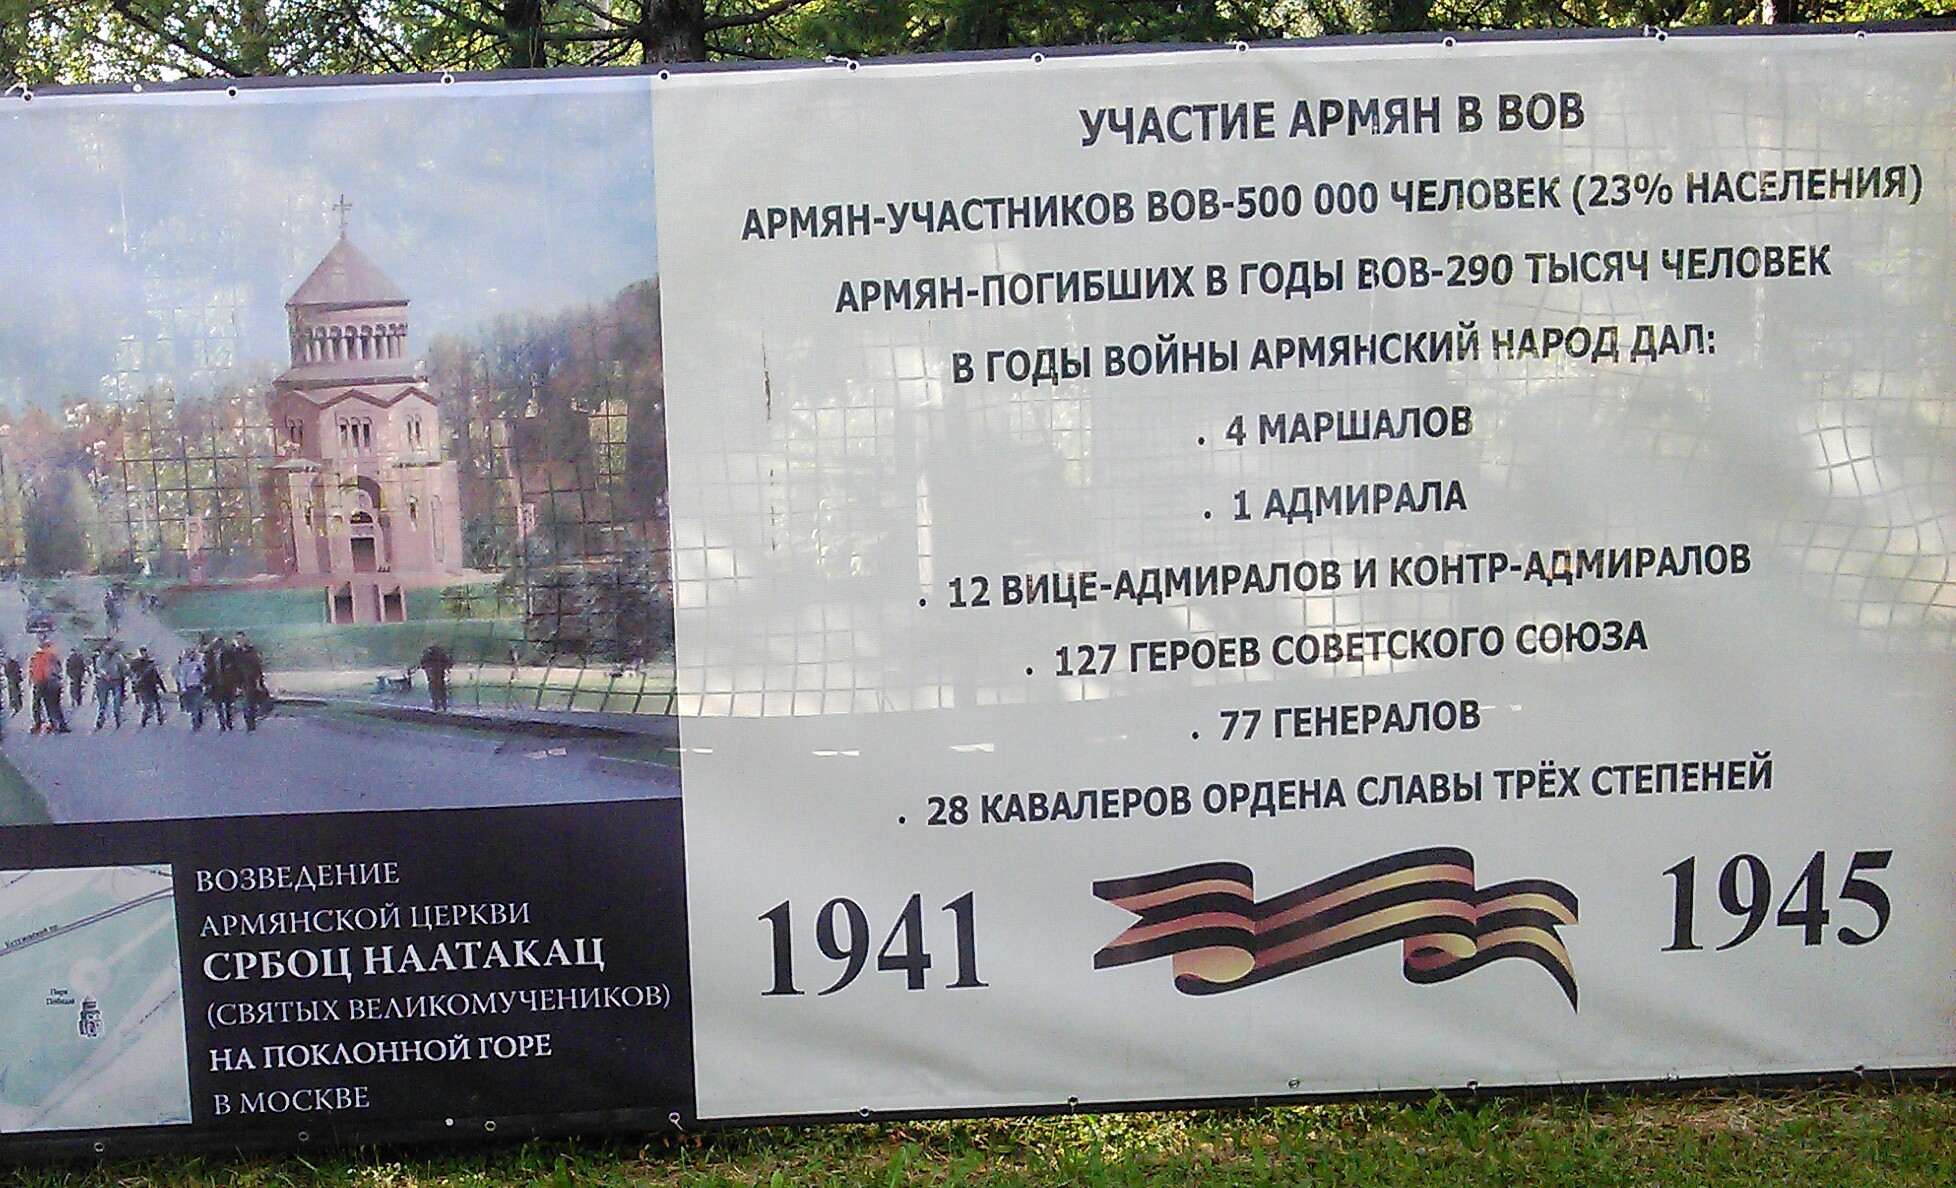 УЧАСТИЕ АРМЯН В ВОВ
АРМЯН-УЧАСТНИКОВ ВОВ-500 000 ЧЕЛОВЕК (23% НАСЕЛЕНИЯ)
АРМЯН-ПОГИБШИХ В ГОДЫ ВОВ-290 ТЫСЯЧ ЧЕЛОВЕК
В ГОДЫ ВОЙНЫ АРМЯНСКИЙ НАРОД ДАЛ:
. 4 МАРШАЛОВ
. 1 АДМИРАЛА
. 12 ВИЦЕ-АДМИРАЛОВ И КОНТР-АДМИРАЛОВ
. 127 ГЕРОЕВ СОВЕТСКОГО СОЮЗА
. 77 ГЕНЕРАЛОВ
. 28 КАВАЛЕРОВ ОРДЕНА СЛАВЫ ТРЁХ СТЕПЕНЕЙ
1941 1945
ВОЗВЕДЕНИЕ
АРМЯНСКОЙ ЦЕРКВИ
СРБОЦ НААТАКАЦ
(СВЯТЫХ ВЕЛИКОМУЧЕНИКОВ)
НА ПОКЛОННОЙ ГОРЕ
В МОСКВЕ
Парк
Победы